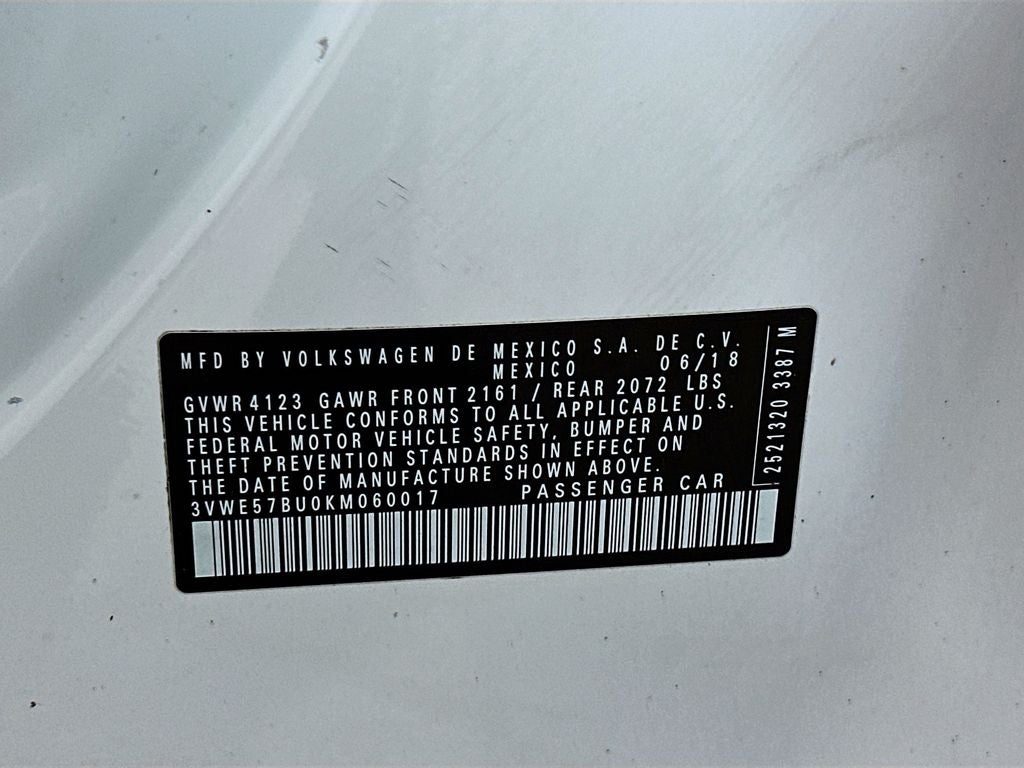 MFD BY VOLKSWAGEN DE MEXICO S.A. DE C.V.
MEXICO 06/18
GVWR 4123 GAWR FRONT 2161 / REAR 2072 LBS
THIS VEHICLE CONFORMS TO ALL APPLICABLE U.S.
FEDERAL MOTOR VEHICLE SAFETY, BUMPER AND
THEFT PREVENTION STANDARDS IN EFFECT ON
THE DATE OF MANUFACTURE SHOWN ABOVE.
3VWE57BU0KM060017 PASSENGER CAR
2521320 3387 M